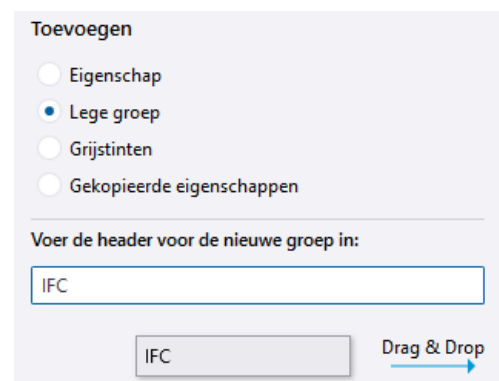 Toevoegen
Eigenschap
Lege groep
Grijstinten
Gekopieerde eigenschappen
Voer de header voor de nieuwe groep in:
IFC
IFC
Drag & Drop